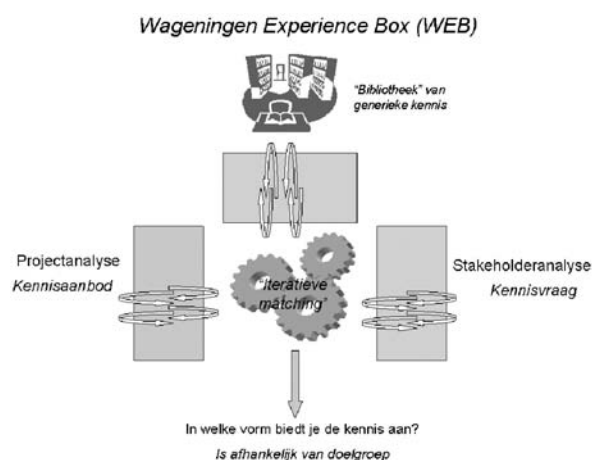 Wageningen Experience Box (WEB)
"Bibliotheek" van
generieke kennis
Projectanalyse
Kennisaanbod
"Iteratieve
matching"
Stakeholderanalyse
Kennisvraag
In welke vorm biedt je de kennis aan?
Is afhankelijk van doelgroep